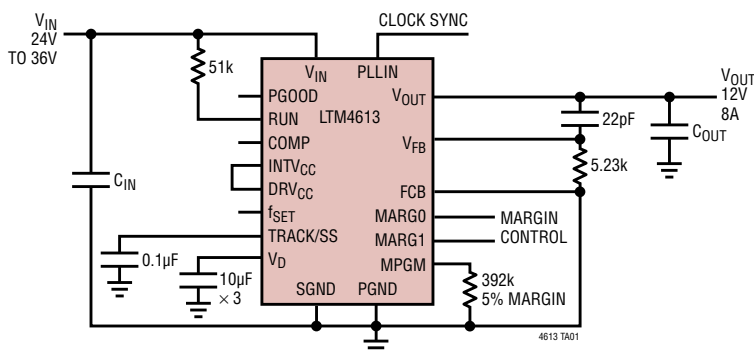 VIN
24V
TO 36V
CLOCK SYNC
51k
VIN
PLLIN
PGOOD
VOUT
VOUT
12V
8A
RUN
LTM4613
22pF
COUT
COMP
VFB
INTVCC
5.23k
CIN
DRVCC
FCB
fSET
MARG0
MARGIN
CONTROL
TRACK/SS
MARG1
0.1µF
VD
MPGM
10µF
× 3
392k
5% MARGIN
SGND
PGND
4613 TA01